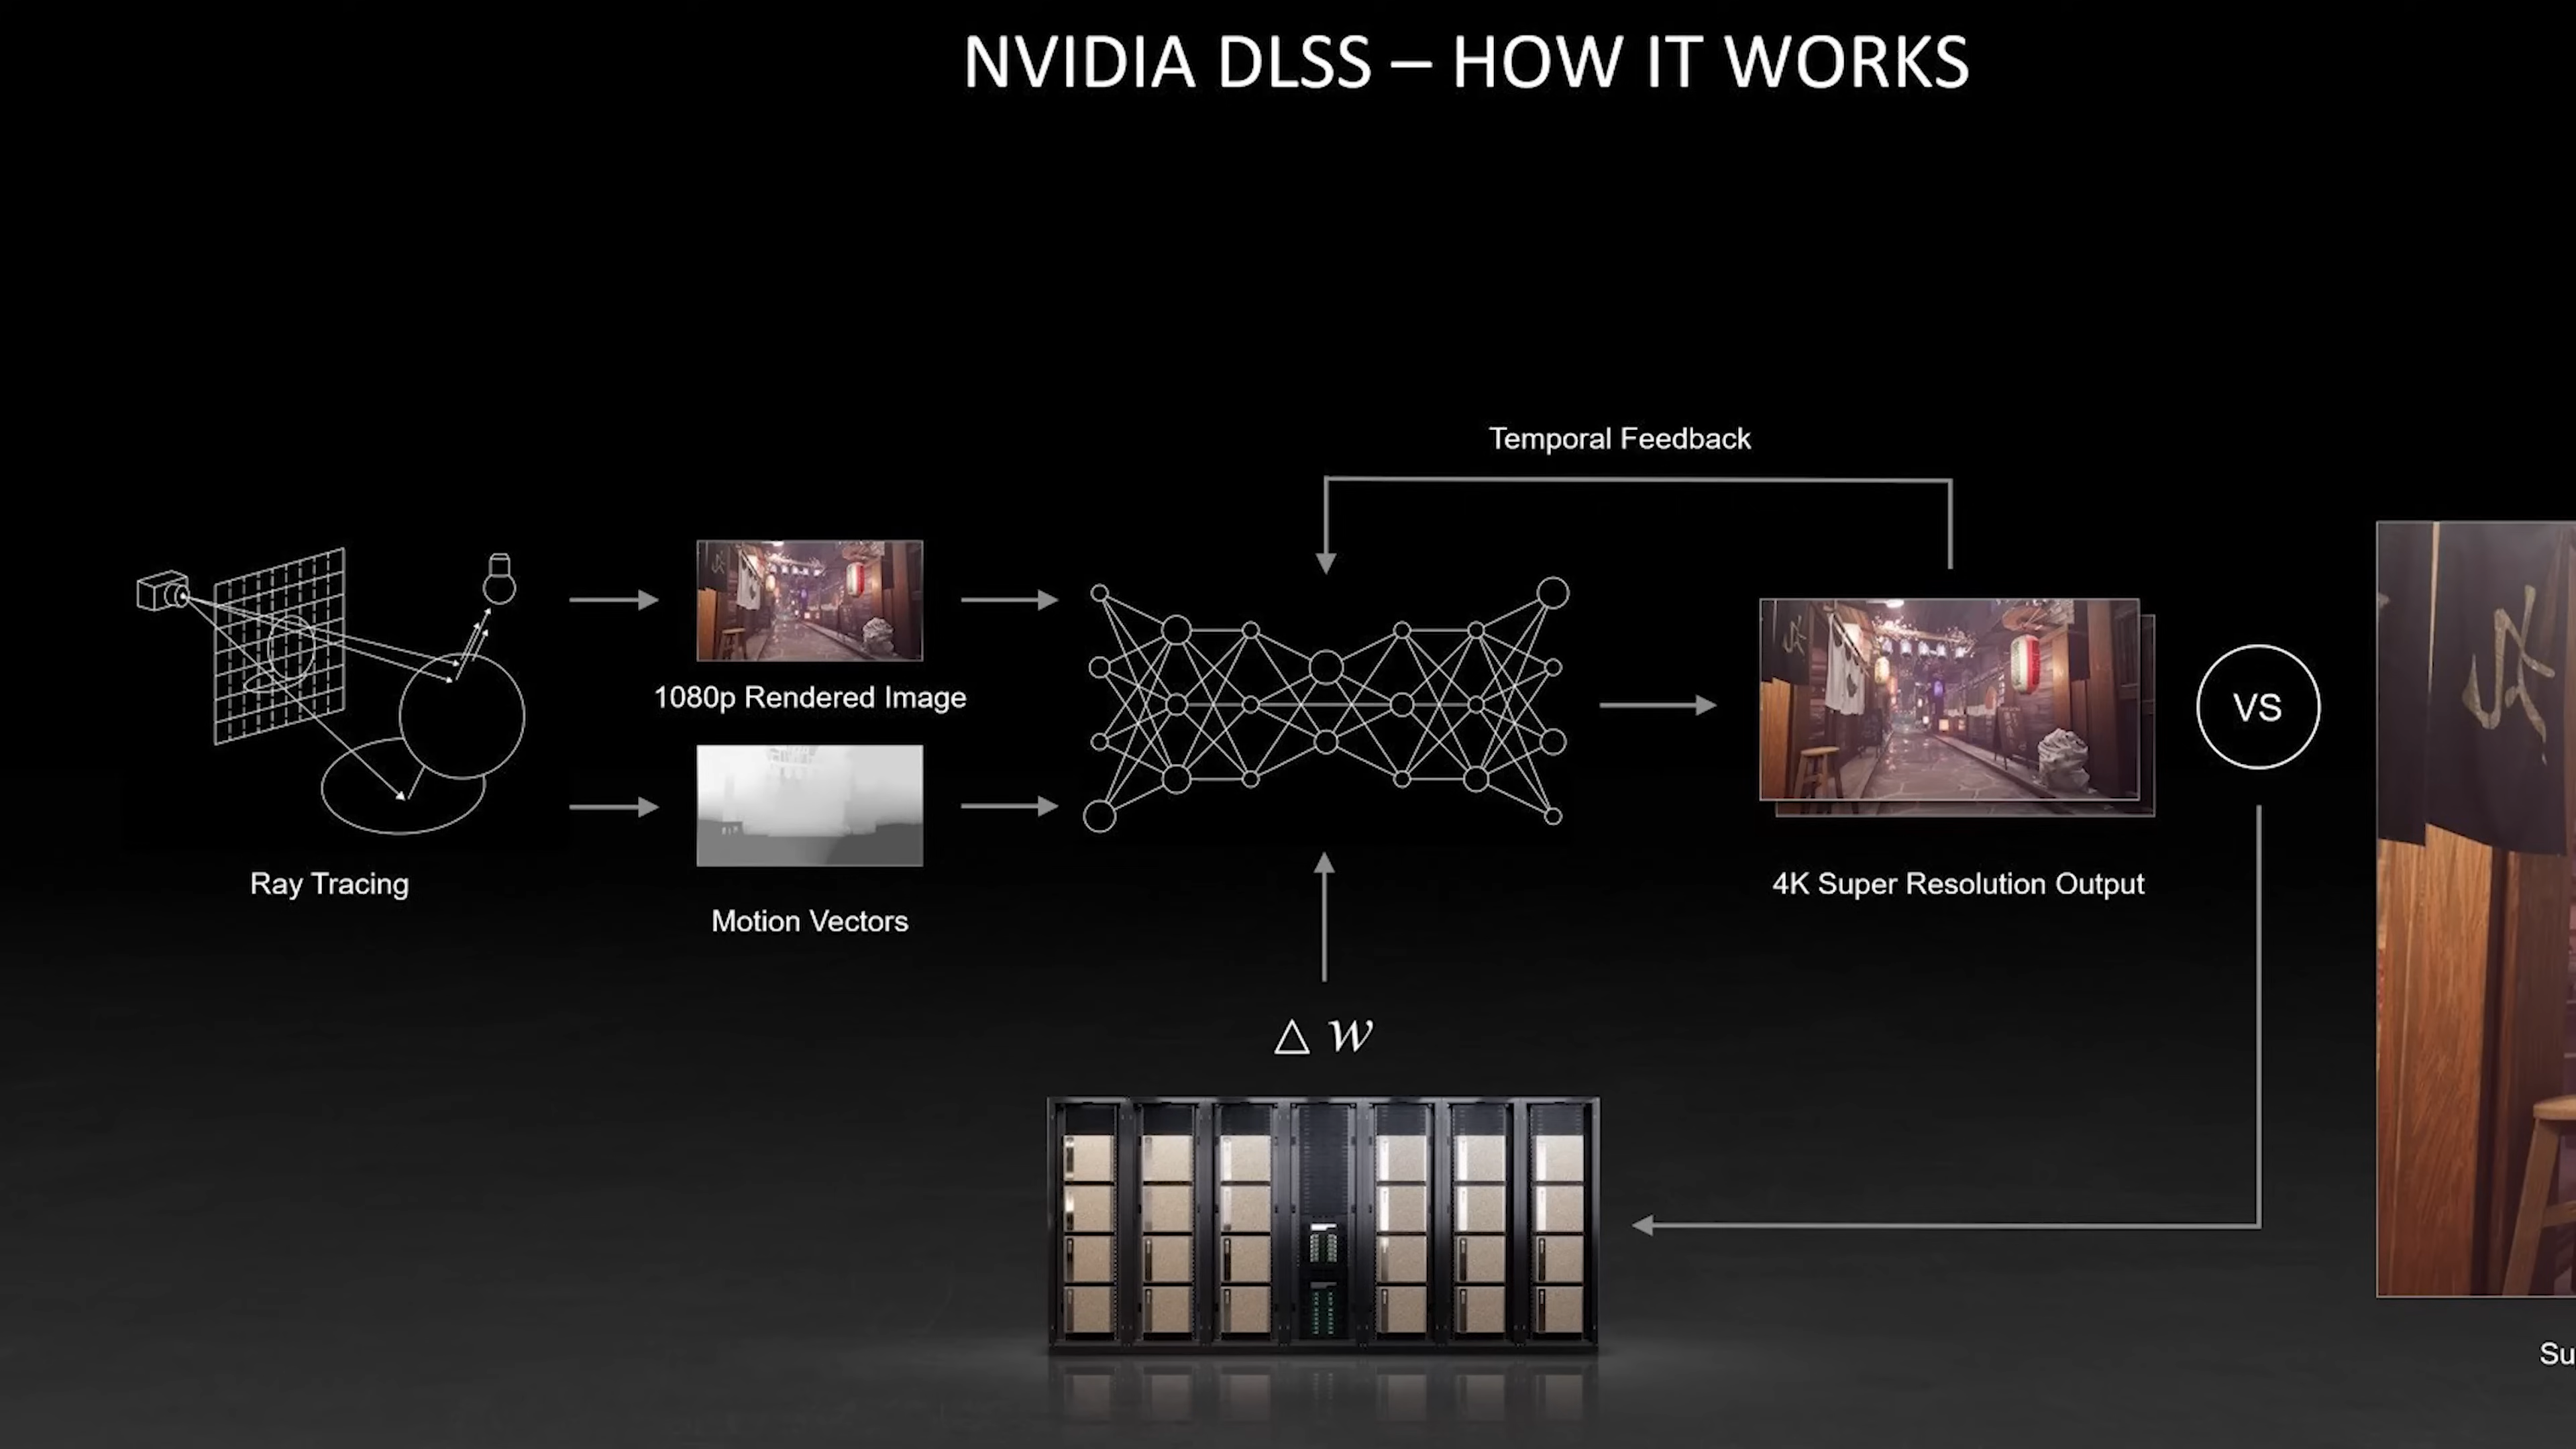 NVIDIA DLSS – HOW IT WORKS
Temporal Feedback
1080p Rendered Image
VS
Ray Tracing
4K Super Resolution Output
Motion Vectors
△ w